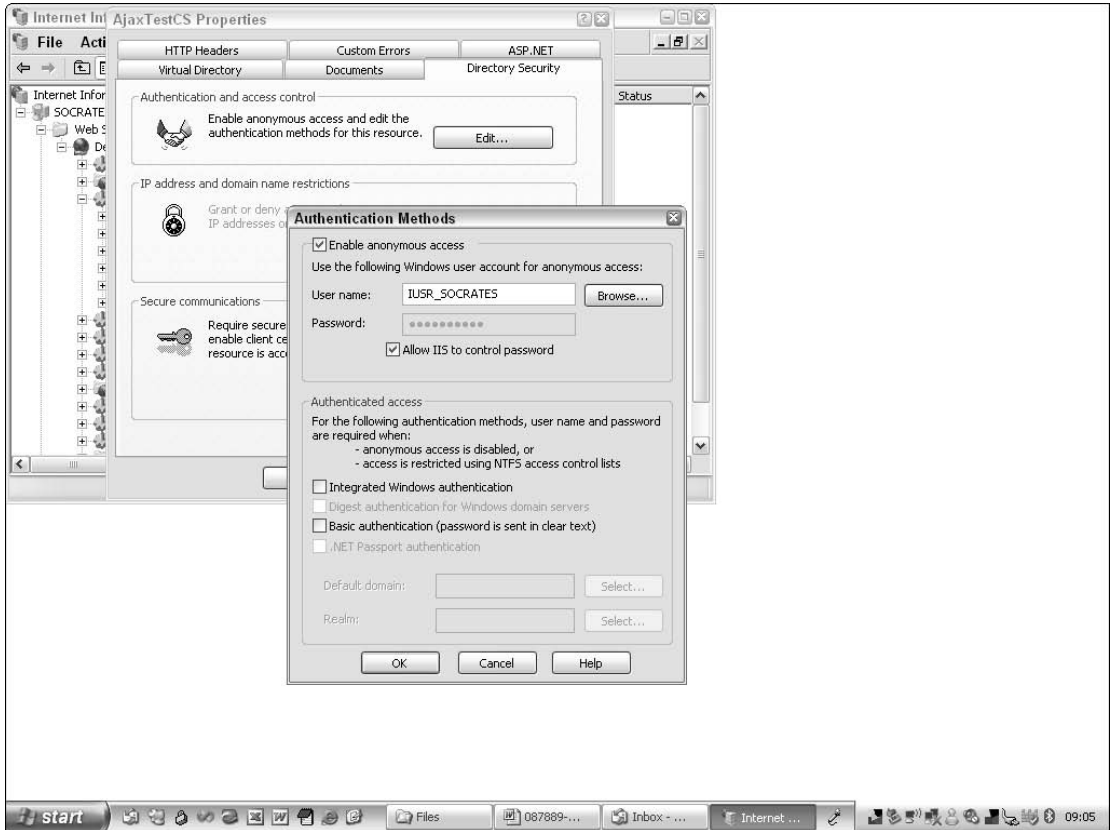 Internet Inf
AjaxTestCS Properties
File Acti
HTTP Headers
Custom Errors
ASP.NET
Virtual Directory
Documents
Directory Security
Internet Infor
SOCRATE
Web S
De
Status
Authentication and access control
Enable anonymous access and edit the
authentication methods for this resource.
Edit...
IP address and domain name restrictions
Grant or deny
IP addresses o
Secure communications
Require secure
enable client ce
resource is acc
Authentication Methods
Enable anonymous access
Use the following Windows user account for anonymous access:
User name:
IUSR_SOCRATES
Browse...
Password:
Allow IIS to control password
Authenticated access
For the following authentication methods, user name and password
are required when:
- anonymous access is disabled, or
- access is restricted using NTFS access control lists
Integrated Windows authentication
Digest authentication for Windows domain servers
Basic authentication (password is sent in clear text)
.NET Passport authentication
Default domain:
Select...
Realm:
Select...
OK
Cancel
Help
start
Files
087889-...
Inbox - ...
Internet ...
09:05